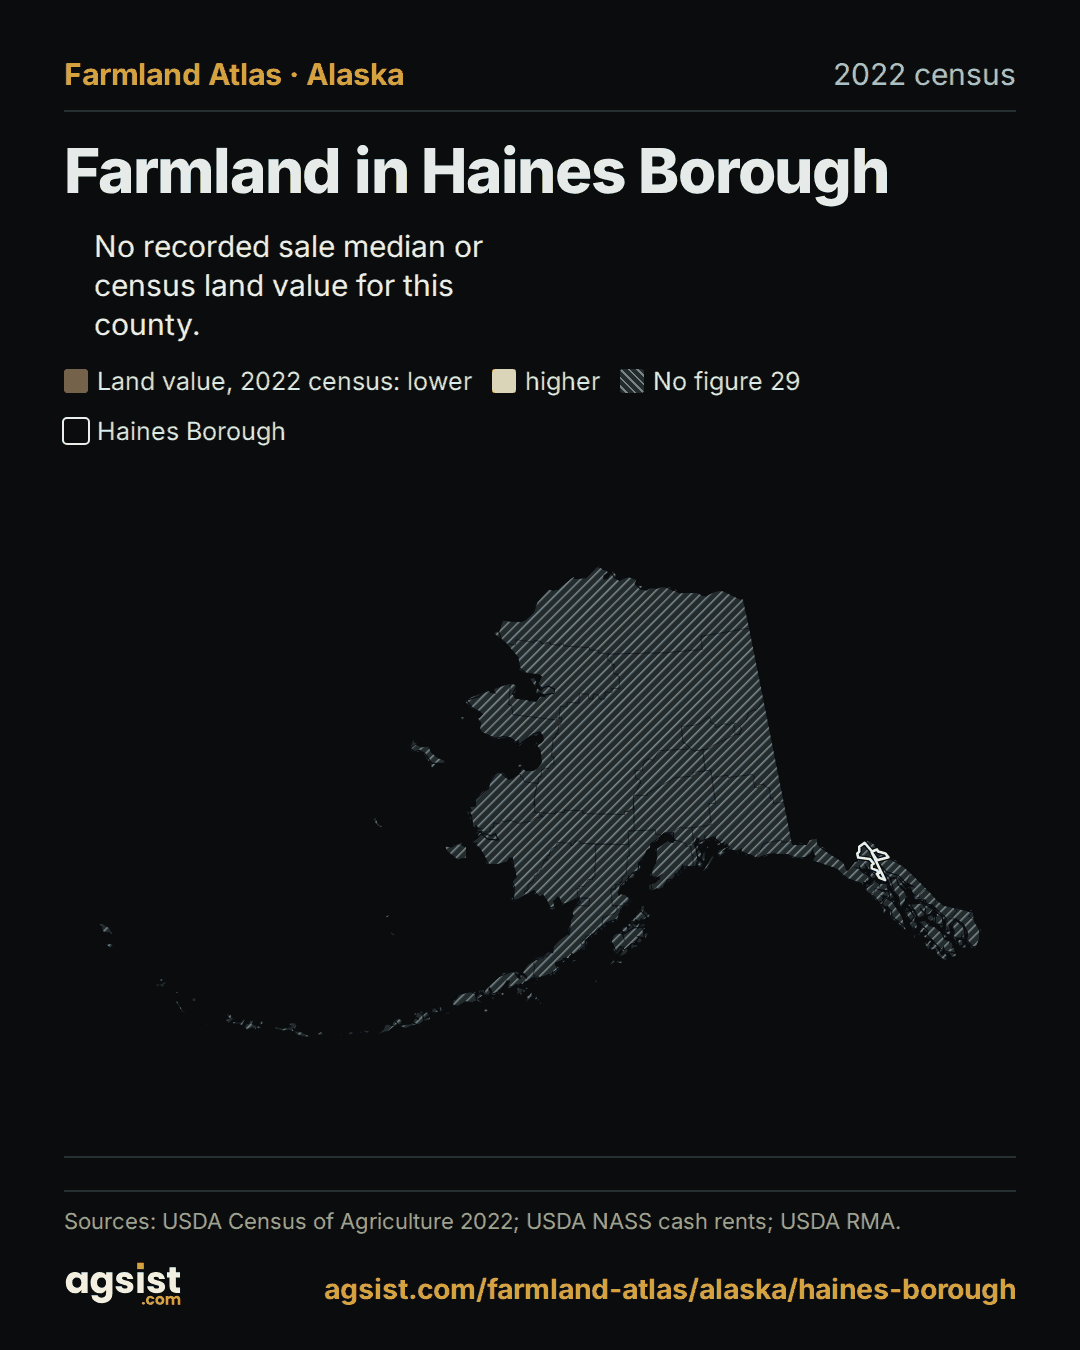 Farmland Atlas · Alaska
2022 census
Farmland in Haines Borough
No recorded sale median or
census land value for this
county.
Land value, 2022 census: lower
higher
No figure 29
Haines Borough
Sources: USDA Census of Agriculture 2022; USDA NASS cash rents; USDA RMA.
agsist
.com
agsist.com/farmland-atlas/alaska/haines-borough